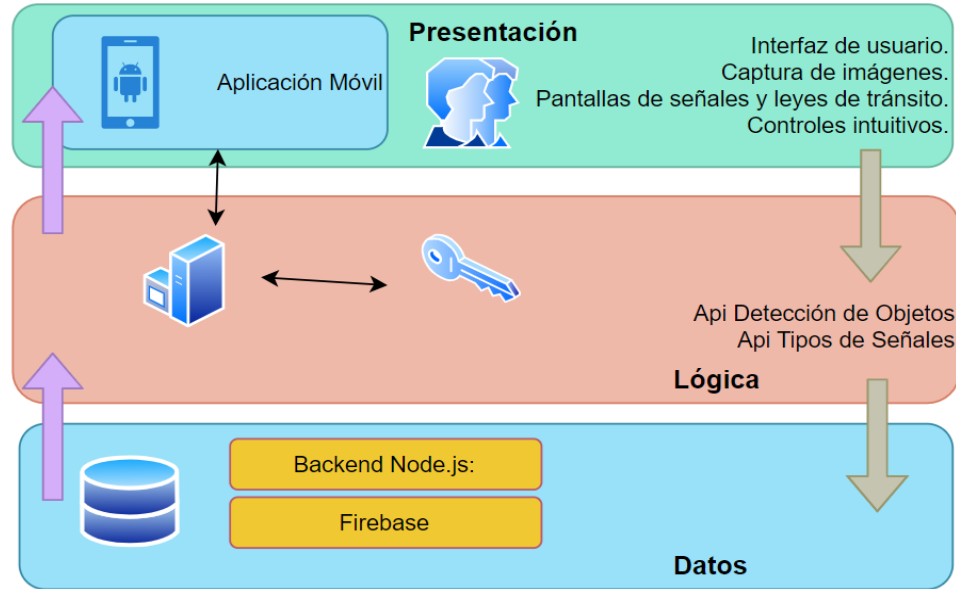 Presentación
Aplicación Móvil
Interfaz de usuario.
Captura de imágenes.
Pantallas de señales y leyes de tránsito.
Controles intuitivos.
Api Detección de Objetos
Api Tipos de Señales
Lógica
Backend Node.js:
Firebase
Datos